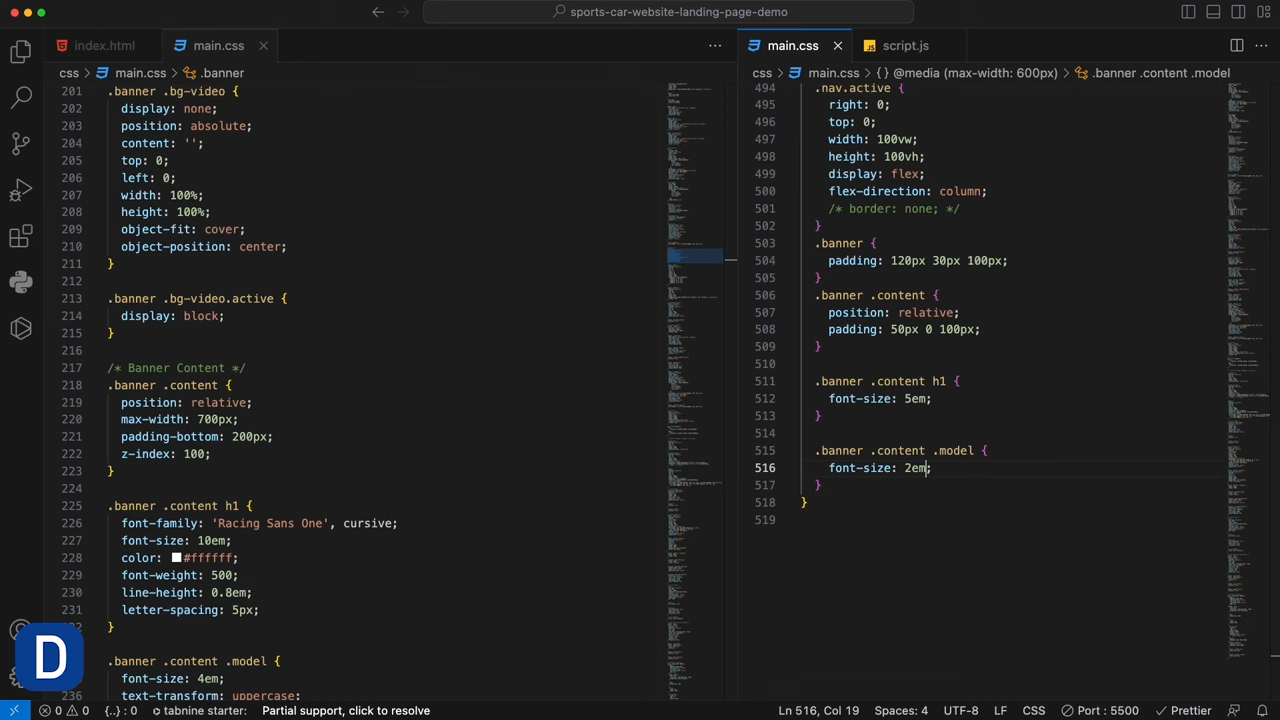 sports-car-website-landing-page-demo
index.html
main.css
css > main.css > .banner
201 .banner .bg-video {
202 display: none;
203 position: absolute;
204 content: '';
205 top: 0;
206 left: 0;
207 width: 100%;
208 height: 100%;
209 object-fit: cover;
210 object-position: center;
211 }
212
213 .banner .bg-video.active {
214 display: block;
215 }
216
217 /* Banner Content */
218 .banner .content {
219 position: relative;
220 max-width: 700px;
221 padding-bottom: 200px;
222 z-index: 100;
223 }
224
225 .banner .content h1 {
226 font-family: 'Racing Sans One', cursive;
227 font-size: 10em;
228 color: #ffffff;
229 font-weight: 500;
230 line-height: 0.8em;
231 letter-spacing: 5px;
}
.banner .content .model {
font-size: 4em;
text-transform: uppercase;
main.css
JS script.js
css > main.css > {} @media (max-width: 600px) > .banner .content .model
494 .nav.active {
495 right: 0;
496 top: 0;
497 width: 100vw;
498 height: 100vh;
499 display: flex;
500 flex-direction: column;
501 /* border: none; */
502 }
503 .banner {
504 padding: 120px 30px 100px;
505 }
506 .banner .content {
507 position: relative;
508 padding: 50px 0 100px;
509 }
510
511 .banner .content h1 {
512 font-size: 5em;
513 }
514
515 .banner .content .model {
516 font-size: 2em;
517 }
518 }
519
D
0 0 {..} : 0 tabnine starter Partial support, click to resolve
Ln 516, Col 19 Spaces: 4 UTF-8 LF CSS Port : 5500 Prettier